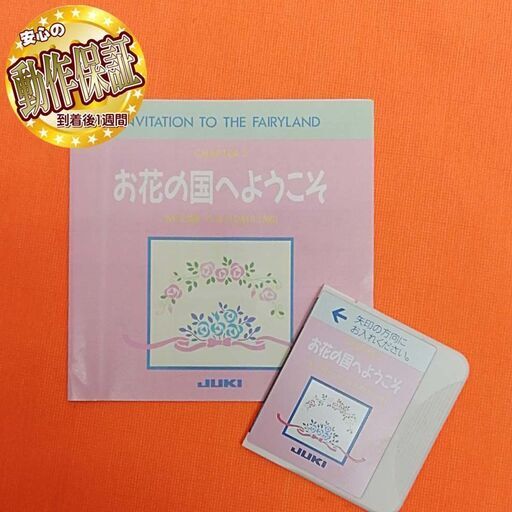 安心の
動作保証
到着後1週間
INVITATION TO THE FAIRYLAND
お花の国へようこそ
JUKI
矢印の方向に
お入れください。
お花の国へようこそ
JUKI